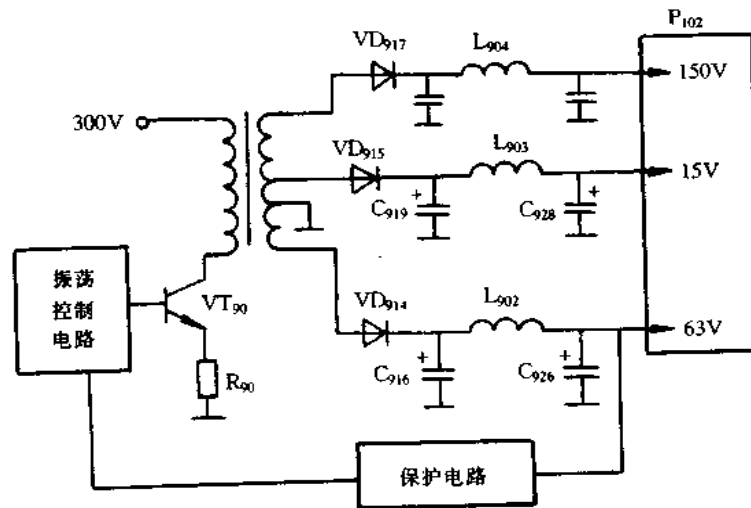 P102
VD917
L904
150V
300V
VD915
L903
15V
+
C919
C928
+
振荡
控制
电路
VT90
VD914
L902
63V
+
C916
C926
+
R90
保护电路